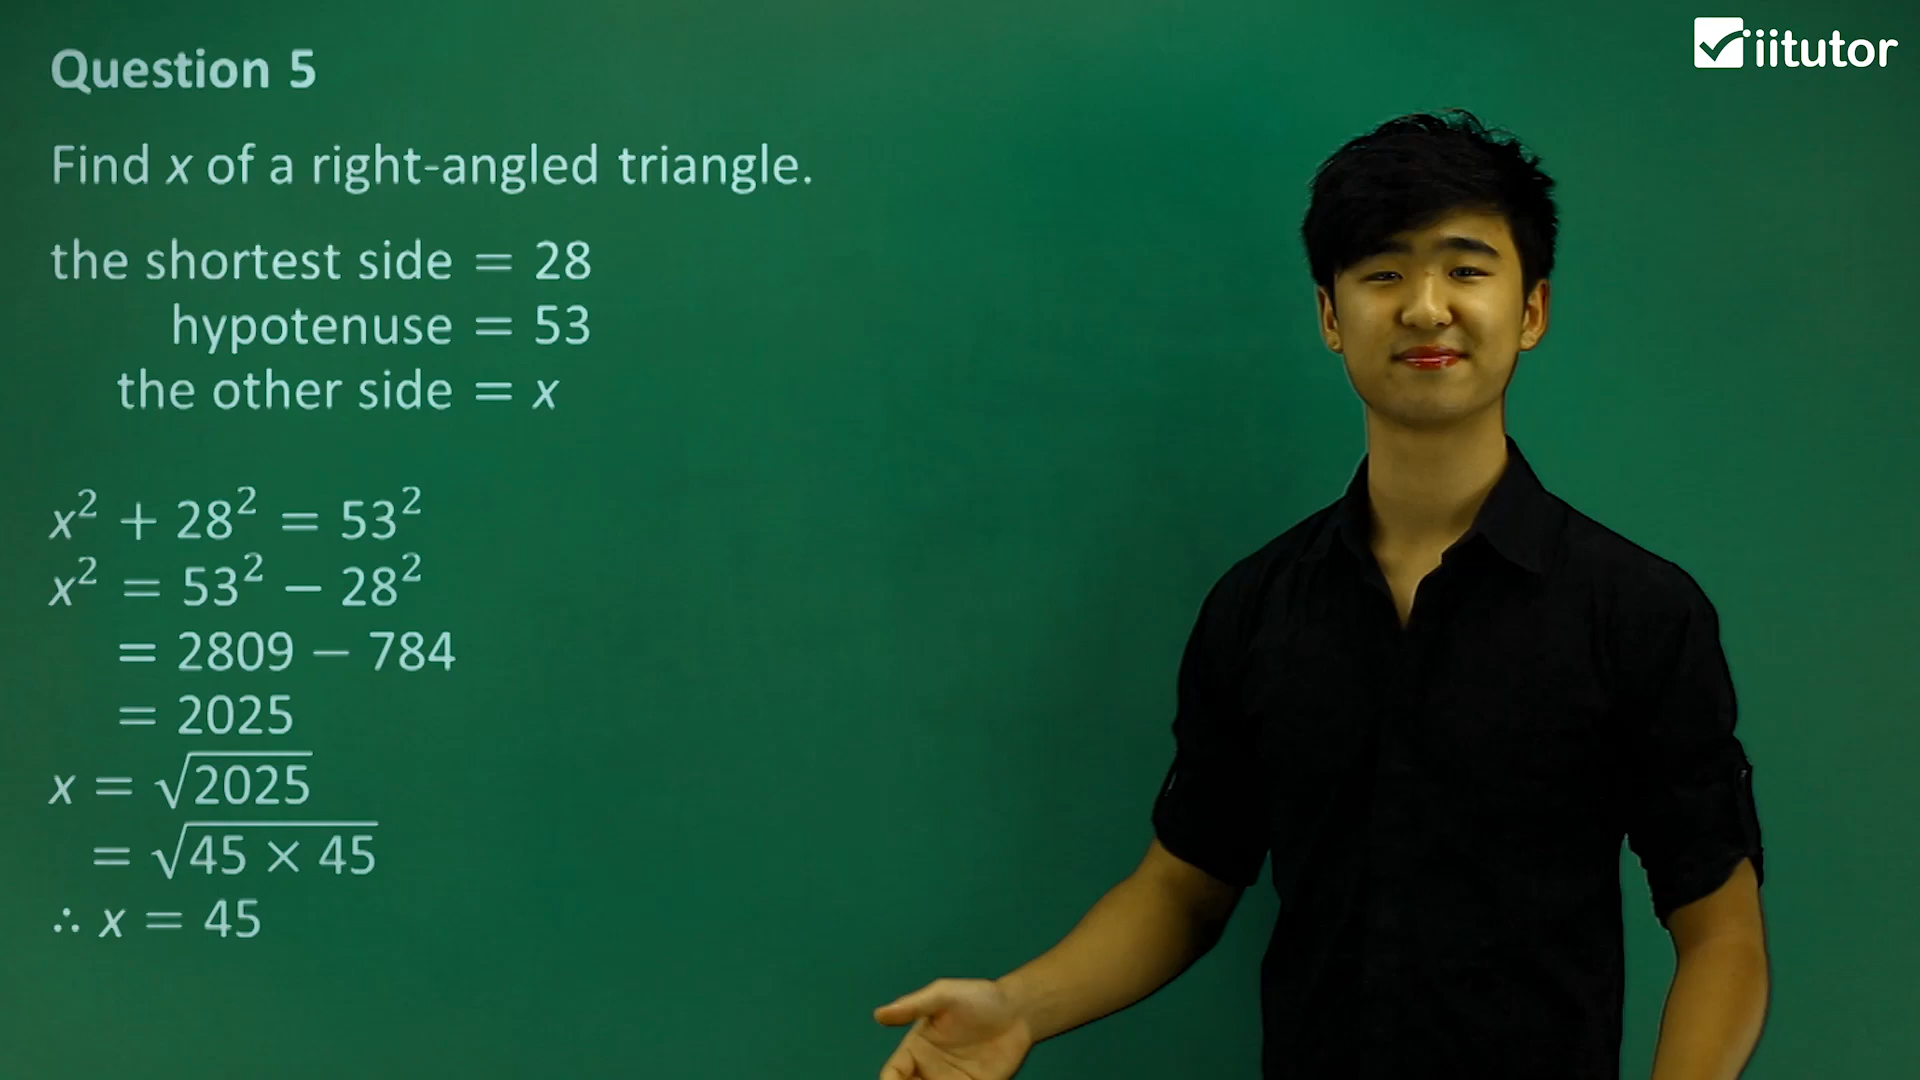 Question 5
iitutor
Find x of a right-angled triangle.
the shortest side = 28
hypotenuse = 53
the other side = x
x² + 28² = 53²
x² = 53² − 28²
= 2809 − 784
= 2025
x = √2025
= √45 × 45
∴ x = 45